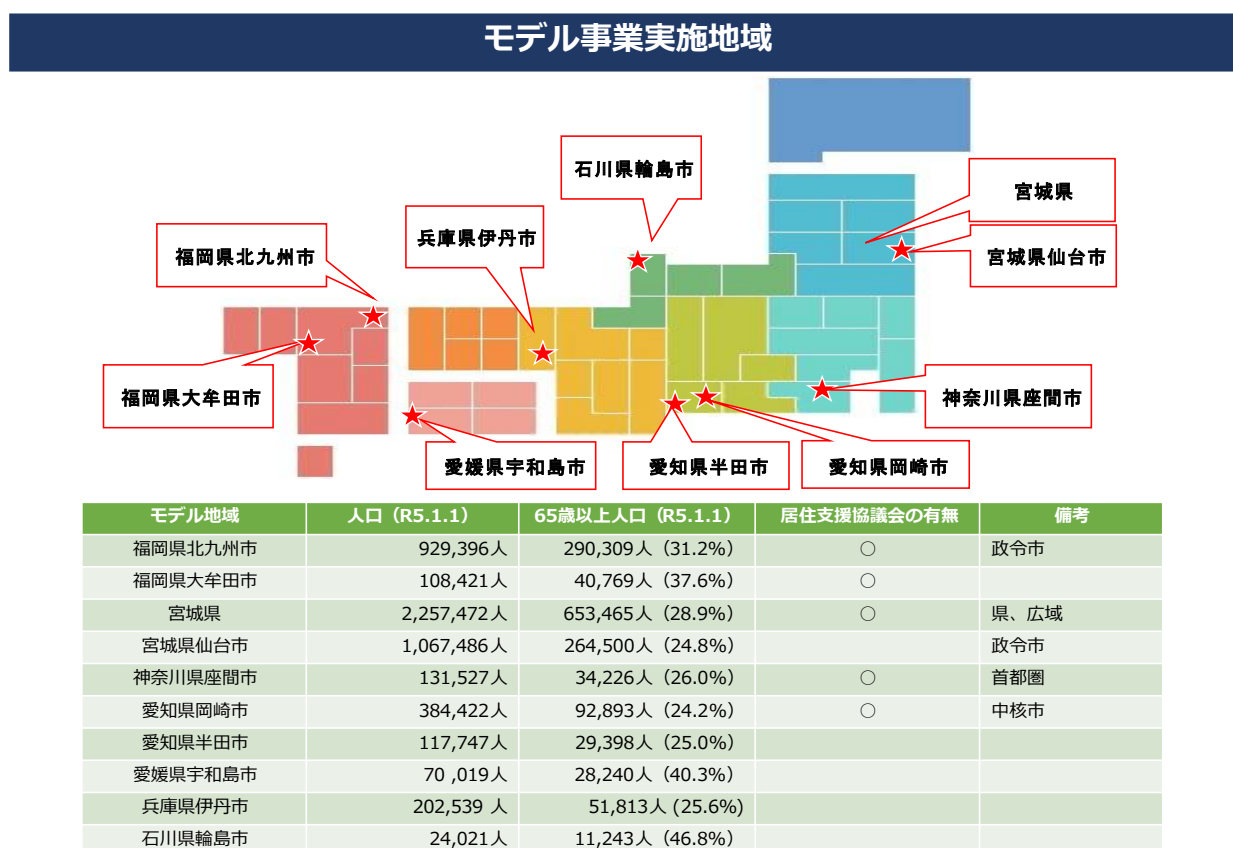 モデル事業実施地域
石川県輪島市
宮城県
兵庫県伊丹市
福岡県北九州市
宮城県仙台市
福岡県大牟田市
神奈川県座間市
愛媛県宇和島市
愛知県半田市
愛知県岡崎市
モデル地域 人口（R5.1.1） 65歳以上人口（R5.1.1） 居住支援協議会の有無 備考
福岡県北九州市 929,396人 290,309人（31.2%） ○ 政令市
福岡県大牟田市 108,421人 40,769人（37.6%） ○
宮城県 2,257,472人 653,465人（28.9%） ○ 県、広域
宮城県仙台市 1,067,486人 264,500人（24.8%） 政令市
神奈川県座間市 131,527人 34,226人（26.0%） ○ 首都圏
愛知県岡崎市 384,422人 92,893人（24.2%） ○ 中核市
愛知県半田市 117,747人 29,398人（25.0%）
愛媛県宇和島市 70 ,019人 28,240人（40.3%）
兵庫県伊丹市 202,539 人 51,813人 (25.6%)
石川県輪島市 24,021人 11,243人（46.8%）